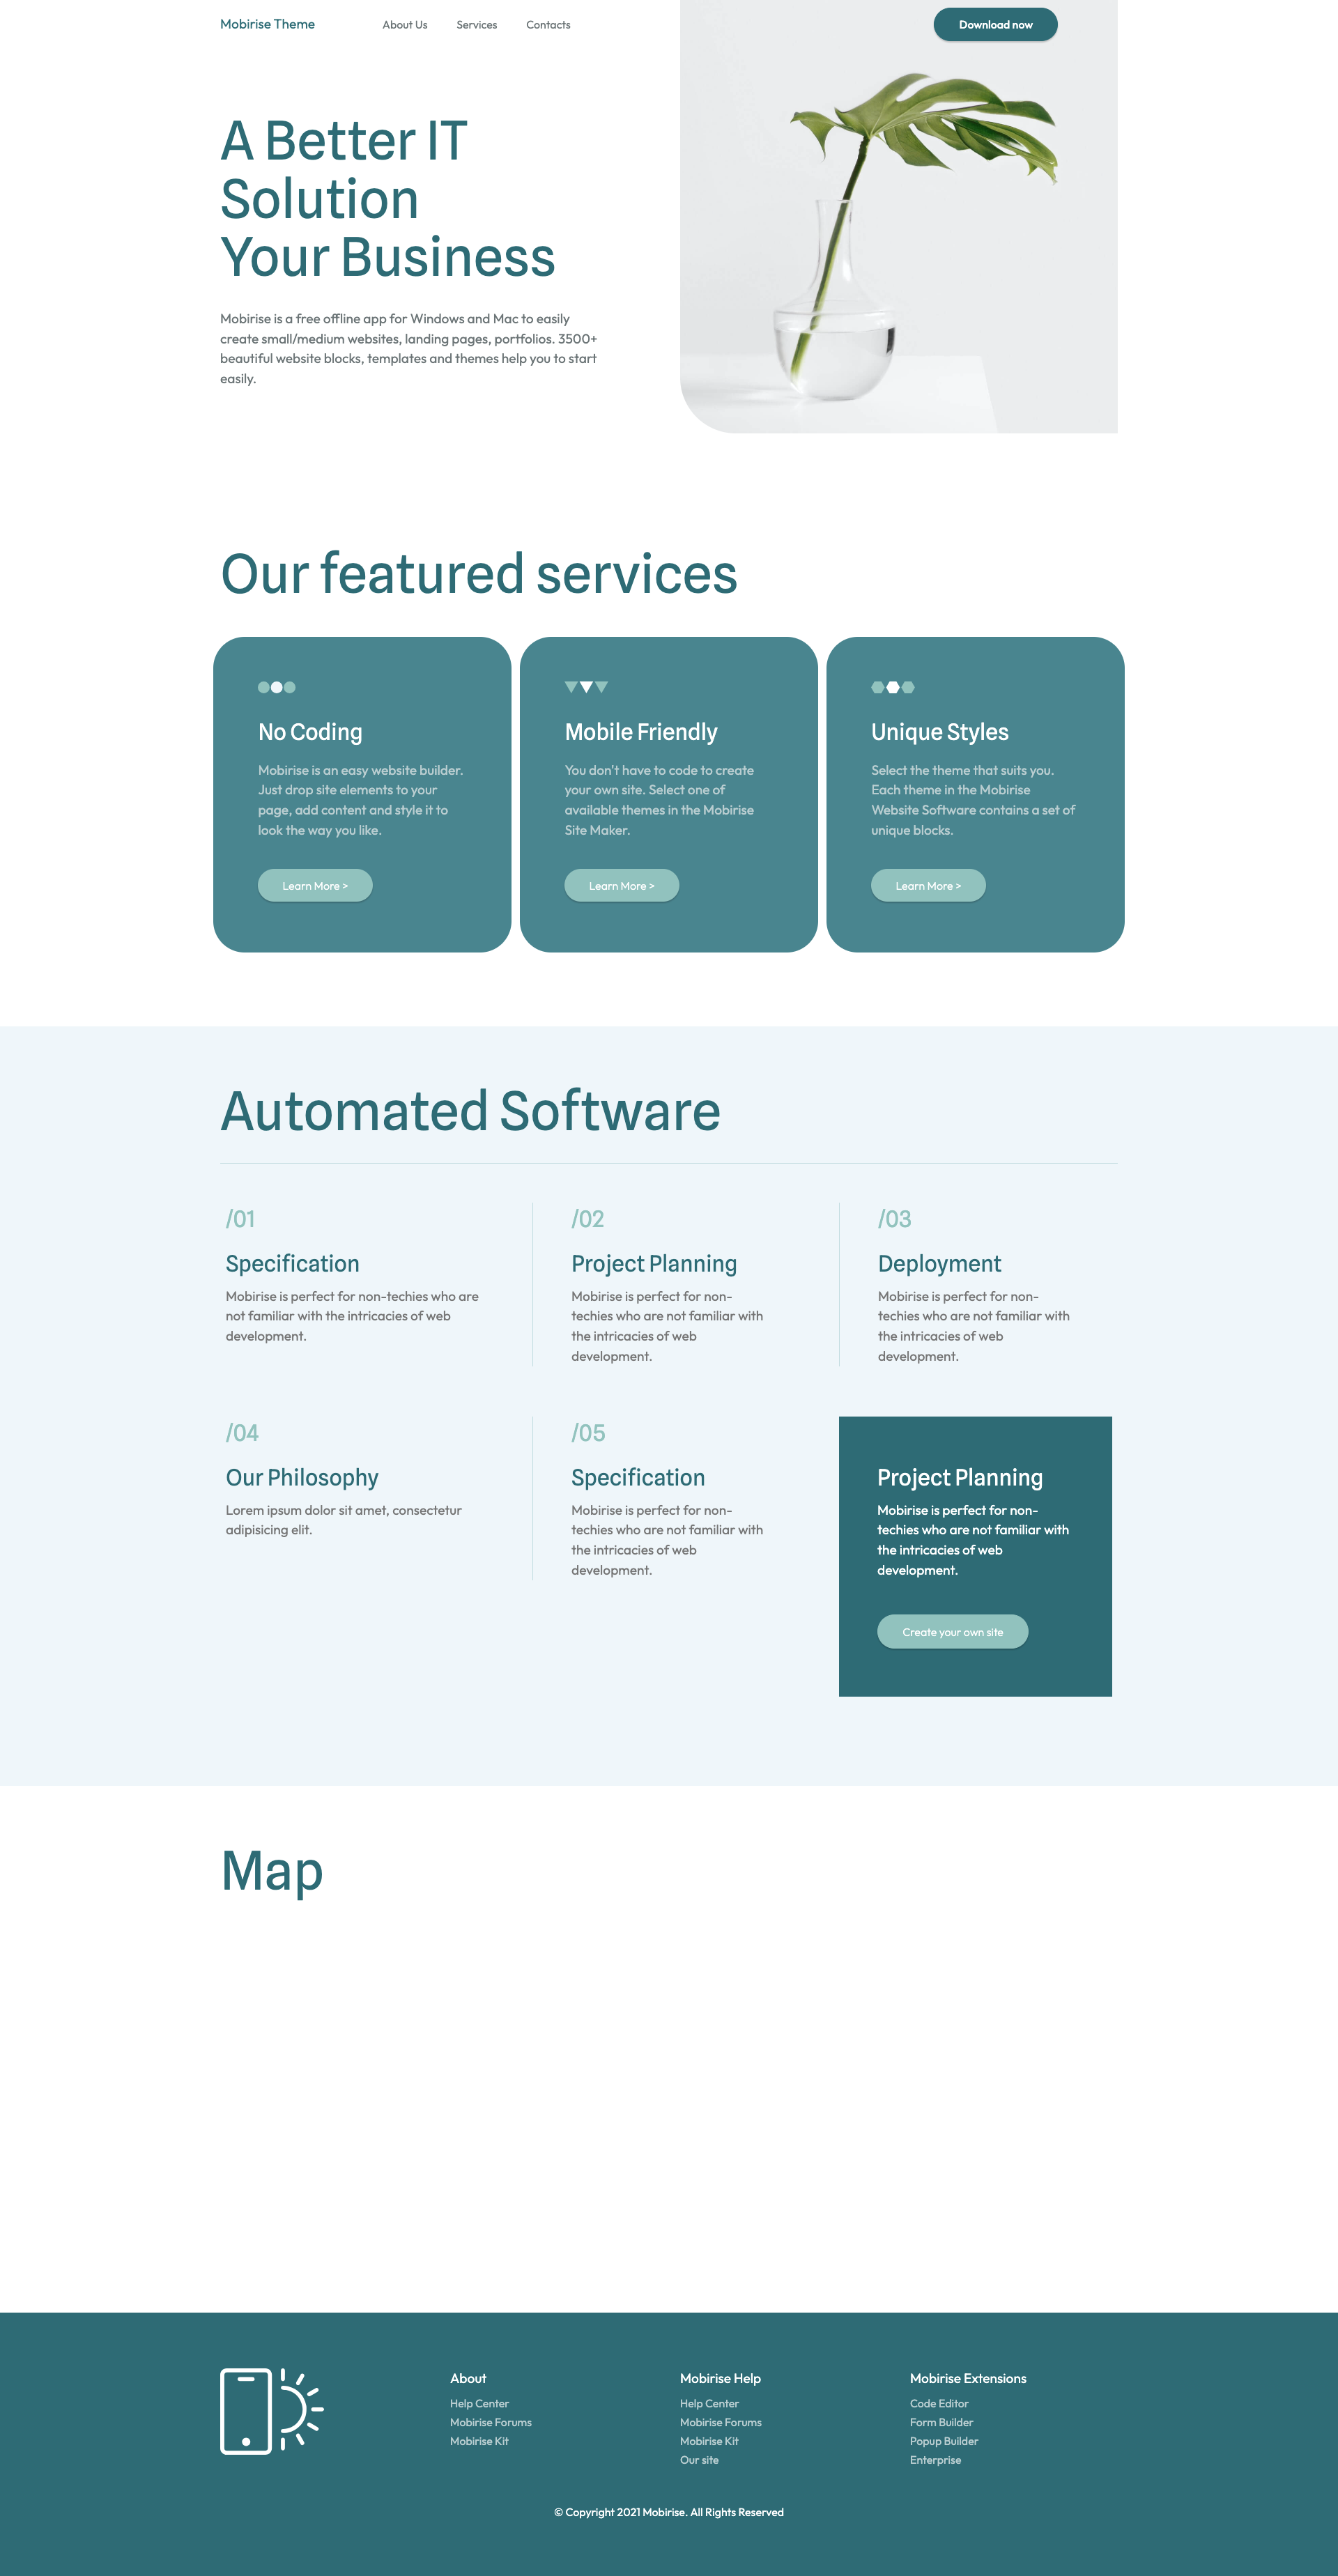 Mobirise Theme
About Us
Services
Contacts
Download now
A Better IT
Solution
Your Business
Mobirise is a free offline app for Windows and Mac to easily
create small/medium websites, landing pages, portfolios. 3500+
beautiful website blocks, templates and themes help you to start
easily.
Our featured services
No Coding
Mobirise is an easy website builder.
Just drop site elements to your
page, add content and style it to
look the way you like.
Learn More >
Mobile Friendly
You don't have to code to create
your own site. Select one of
available themes in the Mobirise
Site Maker.
Learn More >
Unique Styles
Select the theme that suits you.
Each theme in the Mobirise
Website Software contains a set of
unique blocks.
Learn More >
Automated Software
/01
Specification
Mobirise is perfect for non-techies who are
not familiar with the intricacies of web
development.
/02
Project Planning
Mobirise is perfect for non-
techies who are not familiar with
the intricacies of web
development.
/03
Deployment
Mobirise is perfect for non-
techies who are not familiar with
the intricacies of web
development.
/04
Our Philosophy
Lorem ipsum dolor sit amet, consectetur
adipisicing elit.
/05
Specification
Mobirise is perfect for non-
techies who are not familiar with
the intricacies of web
development.
Project Planning
Mobirise is perfect for non-
techies who are not familiar with
the intricacies of web
development.
Create your own site
Map
About
Help Center
Mobirise Forums
Mobirise Kit
Mobirise Help
Help Center
Mobirise Forums
Mobirise Kit
Our site
Mobirise Extensions
Code Editor
Form Builder
Popup Builder
Enterprise
© Copyright 2021 Mobirise. All Rights Reserved